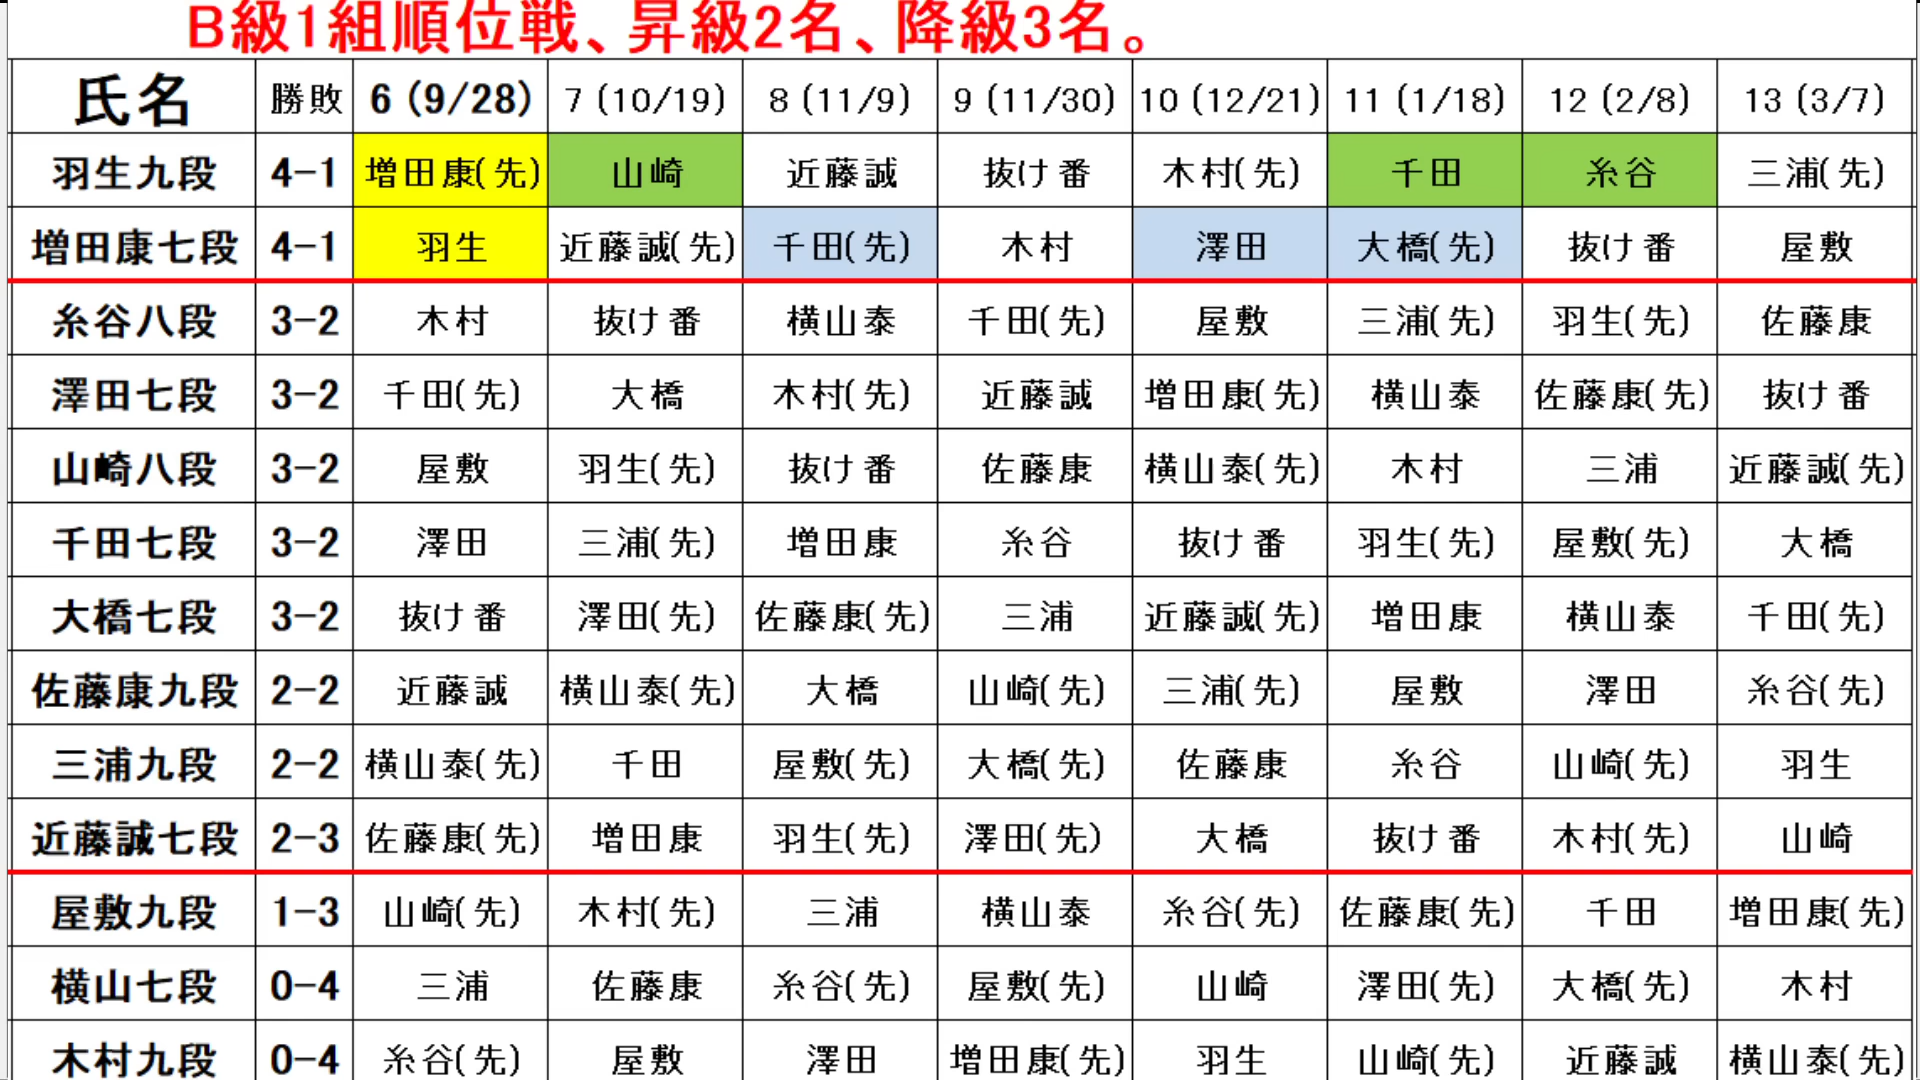 B級1組順位戦、昇級2名、降級3名。
氏名 勝敗 6 (9/28) 7 (10/19) 8 (11/9) 9 (11/30) 10 (12/21) 11 (1/18) 12 (2/8) 13 (3/7)
羽生九段 4-1 増田康(先) 山崎 近藤誠 抜け番 木村(先) 千田 糸谷 三浦(先)
増田康七段 4-1 羽生 近藤誠(先) 千田(先) 木村 澤田 大橋(先) 抜け番 屋敷
糸谷八段 3-2 木村 抜け番 横山泰 千田(先) 屋敷 三浦(先) 羽生(先) 佐藤康
澤田七段 3-2 千田(先) 大橋 木村(先) 近藤誠 増田康(先) 横山泰 佐藤康(先) 抜け番
山崎八段 3-2 屋敷 羽生(先) 抜け番 佐藤康 横山泰(先) 木村 三浦 近藤誠(先)
千田七段 3-2 澤田 三浦(先) 増田康 糸谷 抜け番 羽生(先) 屋敷(先) 大橋
大橋七段 3-2 抜け番 澤田(先) 佐藤康(先) 三浦 近藤誠(先) 増田康 横山泰 千田(先)
佐藤康九段 2-2 近藤誠 横山泰(先) 大橋 山崎(先) 三浦(先) 屋敷 澤田 糸谷(先)
三浦九段 2-2 横山泰(先) 千田 屋敷(先) 大橋(先) 佐藤康 糸谷 山崎(先) 羽生
近藤誠七段 2-3 佐藤康(先) 増田康 羽生(先) 澤田(先) 大橋 抜け番 木村(先) 山崎
屋敷九段 1-3 山崎(先) 木村(先) 三浦 横山泰 糸谷(先) 佐藤康(先) 千田 増田康(先)
横山七段 0-4 三浦 佐藤康 糸谷(先) 屋敷(先) 山崎 澤田(先) 大橋(先) 木村
木村九段 0-4 糸谷(先) 屋敷 澤田 増田康(先) 羽生 山崎(先) 近藤誠 横山泰(先)